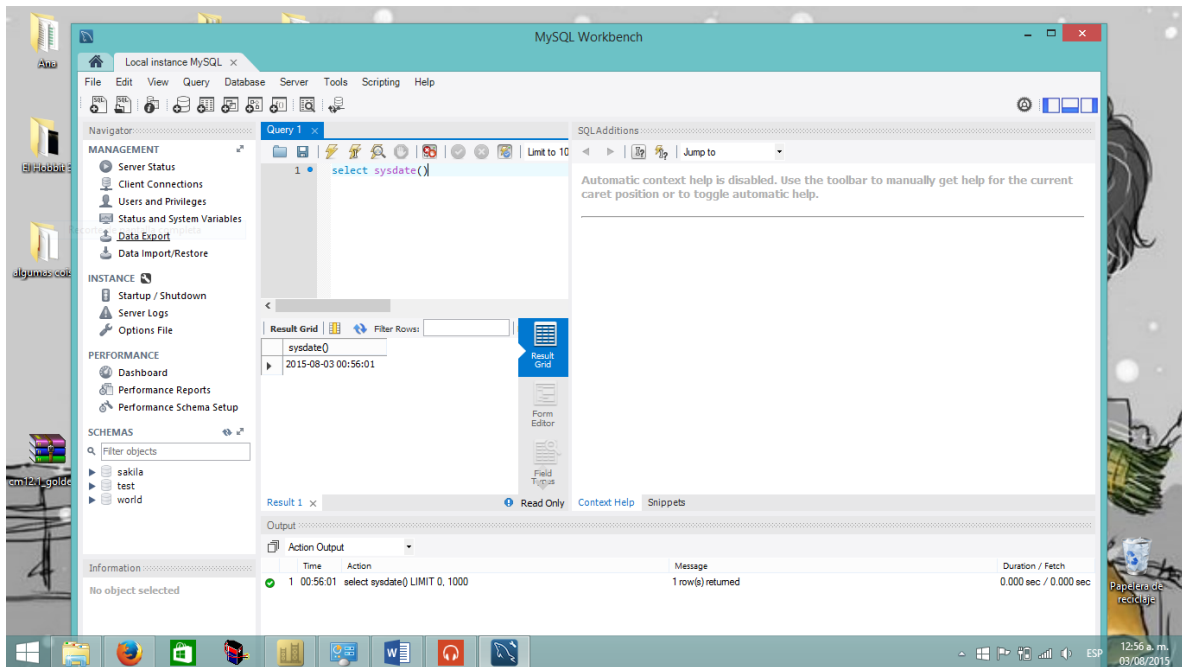 MySQL Workbench
Ana
Local instance MySQL ×
File Edit View Query Database Server Tools Scripting Help
Navigator
MANAGEMENT
Server Status
Client Connections
Users and Privileges
Status and System Variables
Data Export
Data Import/Restore
INSTANCE
Startup / Shutdown
Server Logs
Options File
PERFORMANCE
Dashboard
Performance Reports
Performance Schema Setup
SCHEMAS
Filter objects
sakila
test
world
Information
No object selected
El Hobbit
algumas
cm12.1_golde
Query 1 ×
Limit to 10
1 select sysdate()
Result Grid Filter Rows:
sysdate()
2015-08-03 00:56:01
Result
Grid
Form
Editor
Field
Types
Result 1 ×
Read Only
SQLAdditions
Jump to
Automatic context help is disabled. Use the toolbar to manually get help for the current
caret position or to toggle automatic help.
Context Help Snippets
Output
Action Output
Time Action Message Duration / Fetch
1 00:56:01 select sysdate() LIMIT 0, 1000 1 row(s) returned 0.000 sec / 0.000 sec
Papelera de
reciclaje
ESP
12:56 a. m.
03/08/2015